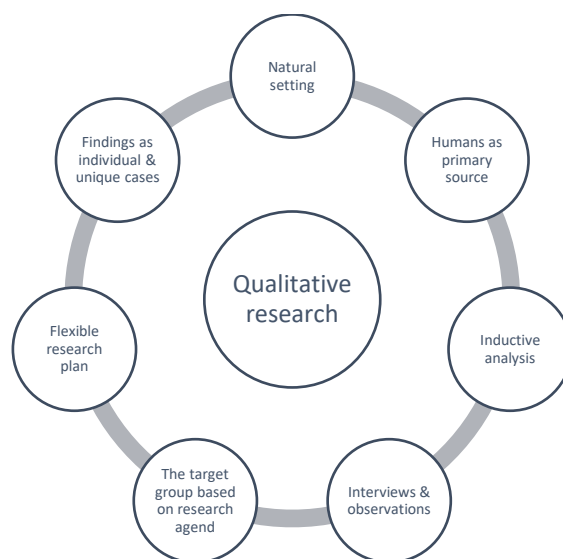 Natural
setting
Humans as
primary
source
Inductive
analysis
Interviews &
observations
The target
group based
on research
agend
Flexible
research
plan
Findings as
individual &
unique cases
Qualitative
research